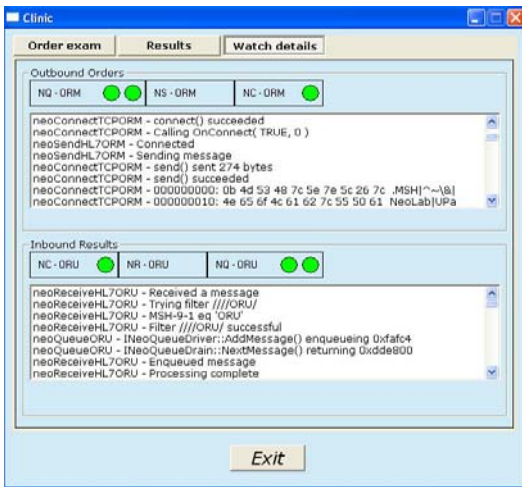 Clinic
Order exam Results Watch details
Outbound Orders
NQ - ORM NS - ORM NC - ORM
neoConnectTCPORM - connect() succeeded
neoConnectTCPORM - Calling OnConnect( TRUE, 0 )
neoSendHL7ORM - Connected
neoSendHL7ORM - Sending message
neoConnectTCPORM - send() sent 274 bytes
neoConnectTCPORM - send() succeeded
neoConnectTCPORM - 000000000: 0b 4d 53 48 7c 5e 7e 5c 26 7c .MSH|^~\&|
neoConnectTCPORM - 000000010: 4e 65 6f 4c 61 62 7c 55 50 61 NeoLab|UPa
Inbound Results
NC - ORU NR - ORU NQ - ORU
neoReceiveHL7ORU - Received a message
neoReceiveHL7ORU - Trying filter ////ORU/
neoReceiveHL7ORU - MSH-9-1 eq 'ORU'
neoReceiveHL7ORU - Filter ////ORU/ successful
neoQueueORU - INeoQueueDriver::AddMessage() enqueueing 0xfafc4
neoQueueORU - INeoQueueDrain::NextMessage() returning 0xdde800
neoReceiveHL7ORU - Enqueued message
neoReceiveHL7ORU - Processing complete
Exit